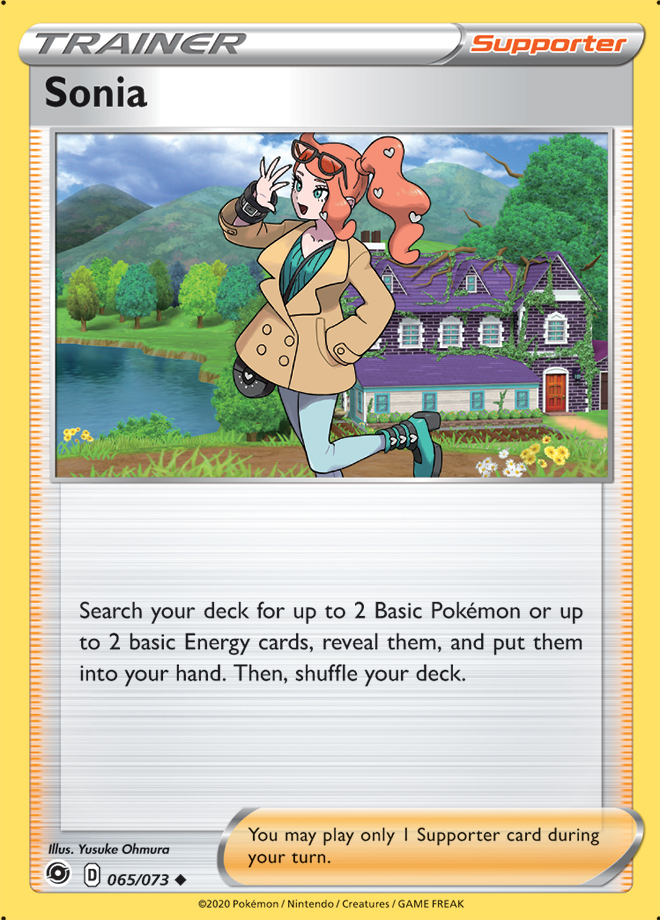 TRAINER
Supporter
Sonia
Search your deck for up to 2 Basic Pokémon or up
to 2 basic Energy cards, reveal them, and put them
into your hand. Then, shuffle your deck.
Illus. Yusuke Ohmura
D 065/073 ◆
You may play only 1 Supporter card during
your turn.
©2020 Pokémon / Nintendo / Creatures / GAME FREAK